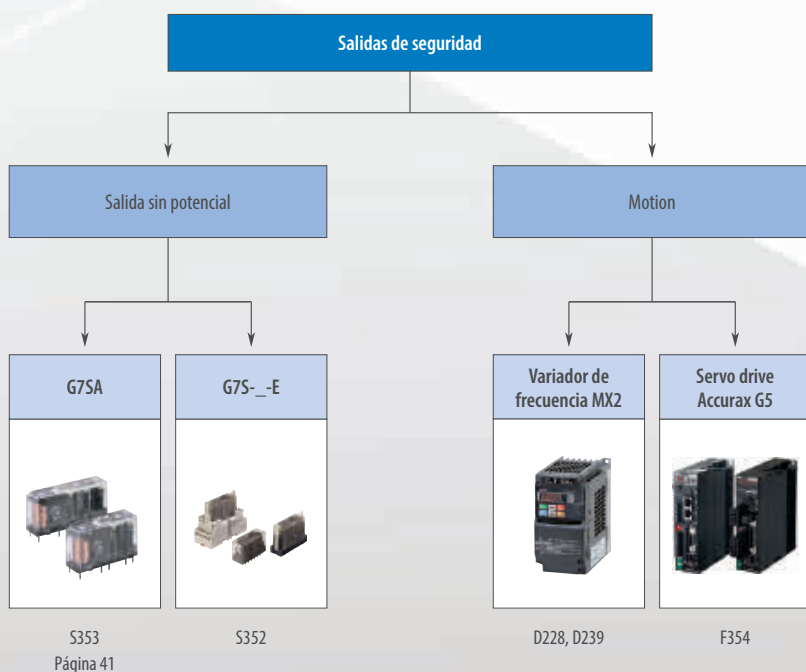 Salidas de seguridad
Salida sin potencial
Motion
G7SA
G7S-_-E
Variador de
frecuencia MX2
Servo drive
Accurax G5
S353
Página 41
S352
D228, D239
F354